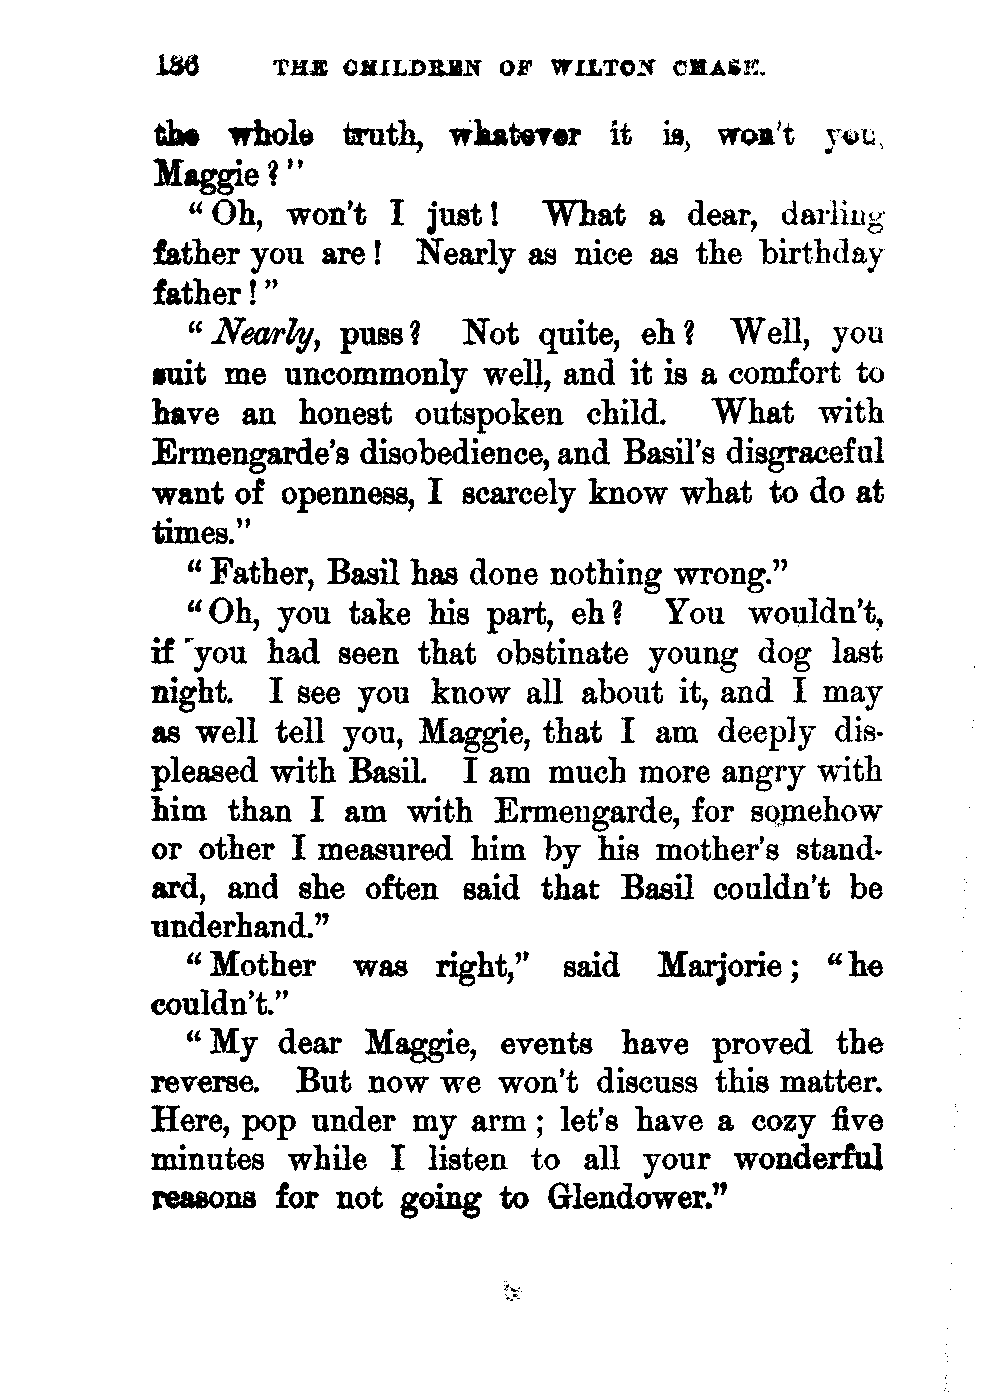 186 THE CHILDREN OF WILTON CHASE.
the whole truth, whatever it is, won't you,
Maggie?"
"Oh, won't I just! What a dear, darling
father you are! Nearly as nice as the birthday
father!"
"Nearly, puss? Not quite, eh? Well, you
suit me uncommonly well, and it is a comfort to
have an honest outspoken child. What with
Ermengarde's disobedience, and Basil's disgraceful
want of openness, I scarcely know what to do at
times."
"Father, Basil has done nothing wrong."
"Oh, you take his part, eh? You wouldn't,
if you had seen that obstinate young dog last
night. I see you know all about it, and I may
as well tell you, Maggie, that I am deeply dis-
pleased with Basil. I am much more angry with
him than I am with Ermengarde, for somehow
or other I measured him by his mother's stand-
ard, and she often said that Basil couldn't be
underhand."
"Mother was right," said Marjorie; "he
couldn't."
"My dear Maggie, events have proved the
reverse. But now we won't discuss this matter.
Here, pop under my arm; let's have a cozy five
minutes while I listen to all your wonderful
reasons for not going to Glendower."